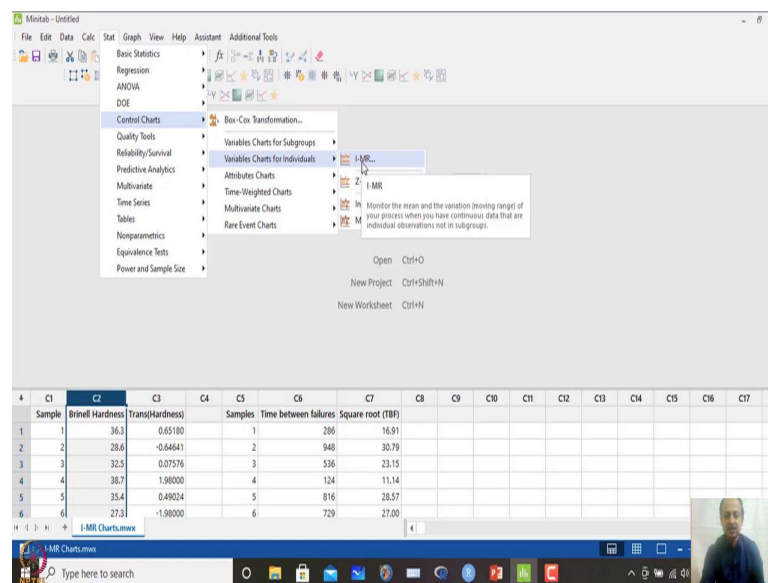 Minitab - Untitled
File Edit Data Calc Stat Graph View Help Assistant Additional Tools
Basic Statistics
Regression
ANOVA
DOE
Control Charts
Quality Tools
Reliability/Survival
Predictive Analytics
Multivariate
Time Series
Tables
Nonparametrics
Equivalence Tests
Power and Sample Size
Box-Cox Transformation...
Variables Charts for Subgroups
Variables Charts for Individuals
Attributes Charts
Time-Weighted Charts
Multivariate Charts
Rare Event Charts
I-MR...
Z-
In
M
I-MR
Monitor the mean and the variation (moving range) of
your process when you have continuous data that are
individual observations not in subgroups.
Open Ctrl+O
New Project Ctrl+Shift+N
New Worksheet Ctrl+N
C1 C2 C3 C4 C5 C6 C7 C8 C9 C10 C11 C12 C13 C14 C15 C16 C17
Sample Brinell Hardness Trans(Hardness) Samples Time between failures Square root (TBF)
1 1 36.3 0.65180 1 286 16.91
2 2 28.6 -0.64641 2 948 30.79
3 3 32.5 0.07576 3 536 23.15
4 4 38.7 1.98000 4 124 11.14
5 5 35.4 0.49024 5 816 28.57
6 6 27.3 -1.98000 6 729 27.00
I-MR Charts.mwx
I-MR Charts.mwx
NPTEL
Type here to search